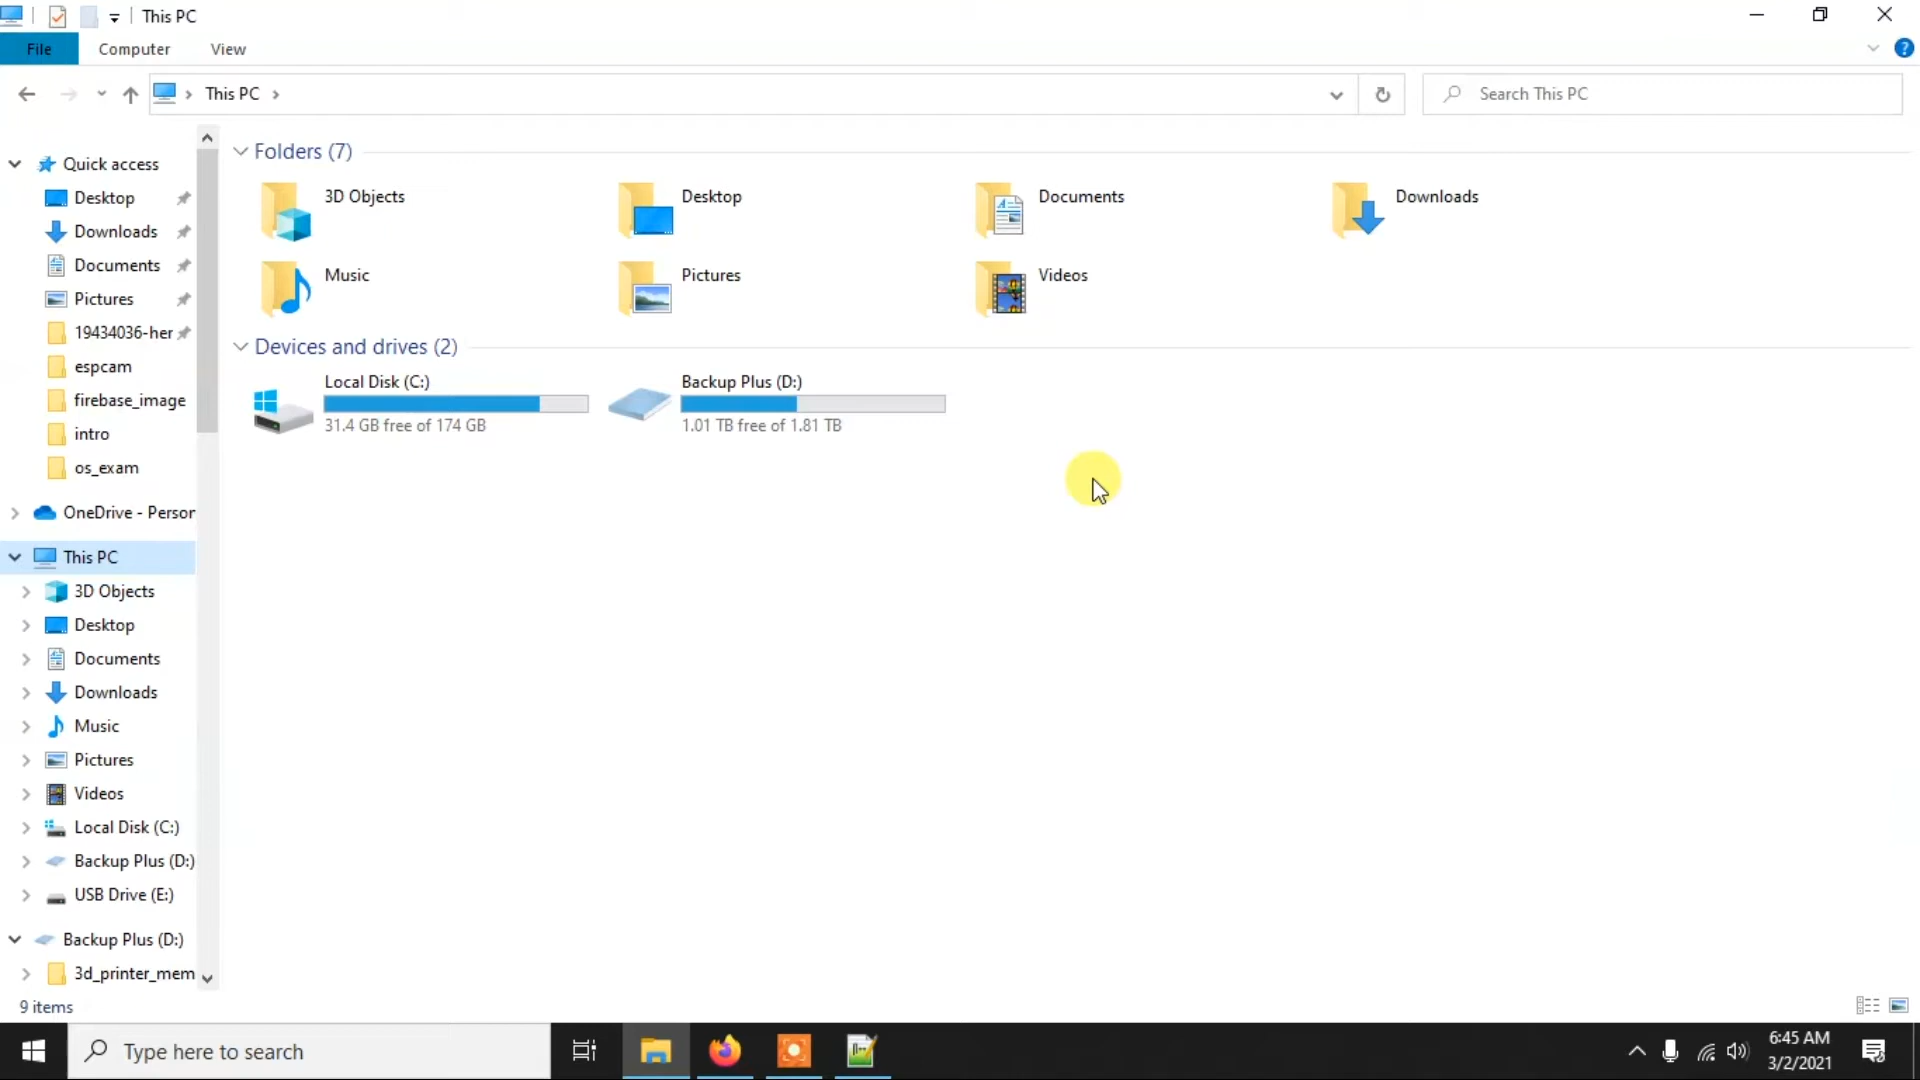 This PC
File Computer View
This PC
Search This PC
Quick access
Desktop
Downloads
Documents
Pictures
19434036-her
espcam
firebase_image
intro
os_exam
OneDrive - Person
This PC
3D Objects
Desktop
Documents
Downloads
Music
Pictures
Videos
Local Disk (C:)
Backup Plus (D:)
USB Drive (E:)
Backup Plus (D:)
3d_printer_mem
Folders (7)
3D Objects Desktop Documents Downloads
Music Pictures Videos
Devices and drives (2)
Local Disk (C:)
31.4 GB free of 174 GB
Backup Plus (D:)
1.01 TB free of 1.81 TB
9 items
Type here to search
6:45 AM
3/2/2021